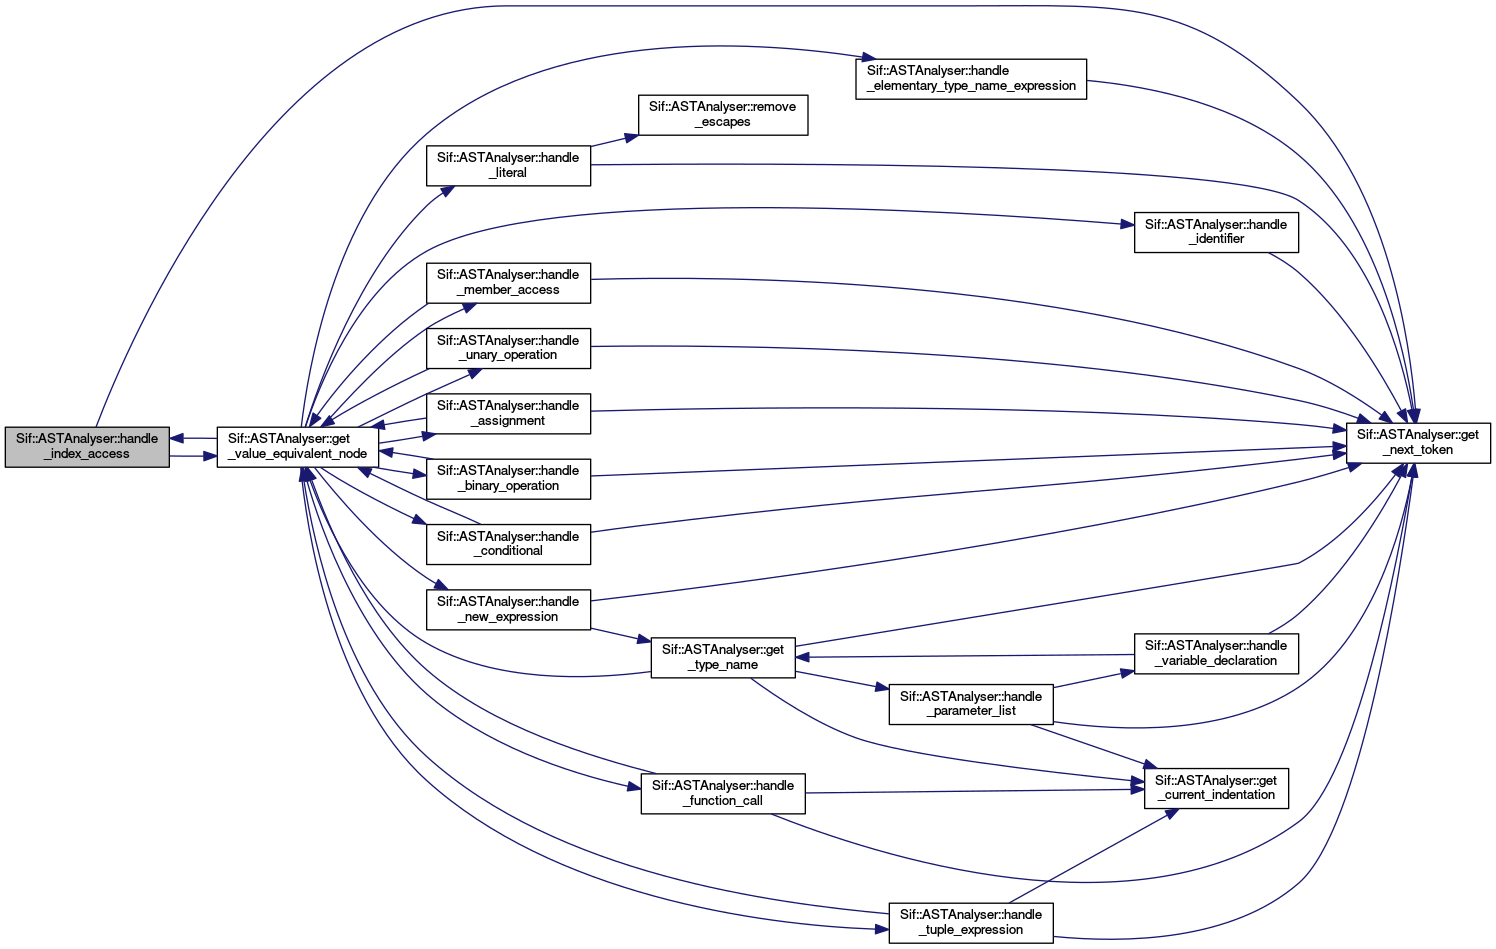 Sif::ASTAnalyser::handle
_elementary_type_name_expression
Sif::ASTAnalyser::remove
_escapes
Sif::ASTAnalyser::handle
_literal
Sif::ASTAnalyser::handle
_identifier
Sif::ASTAnalyser::handle
_member_access
Sif::ASTAnalyser::handle
_unary_operation
Sif::ASTAnalyser::handle
_assignment
Sif::ASTAnalyser::handle
_index_access
Sif::ASTAnalyser::get
_value_equivalent_node
Sif::ASTAnalyser::get
_next_token
Sif::ASTAnalyser::handle
_binary_operation
Sif::ASTAnalyser::handle
_conditional
Sif::ASTAnalyser::handle
_new_expression
Sif::ASTAnalyser::get
_type_name
Sif::ASTAnalyser::handle
_variable_declaration
Sif::ASTAnalyser::handle
_parameter_list
Sif::ASTAnalyser::handle
_function_call
Sif::ASTAnalyser::get
_current_indentation
Sif::ASTAnalyser::handle
_tuple_expression